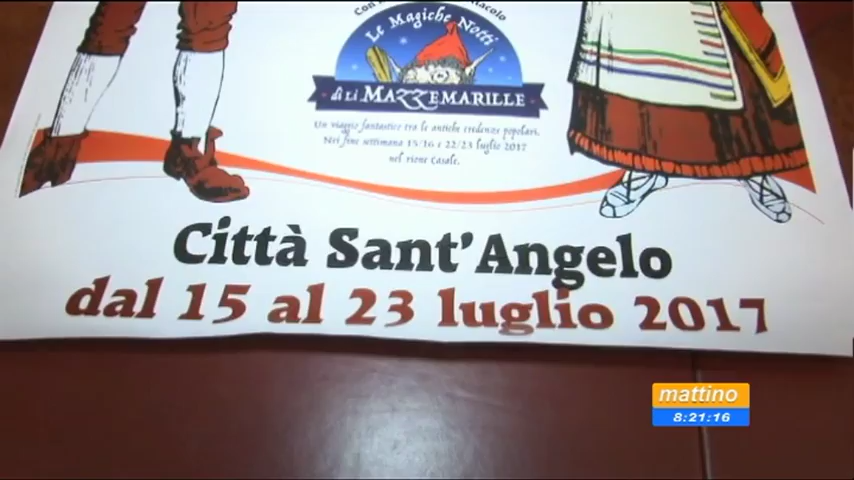 Con
Le Magiche Notti
di Li MAZZEMARILLE
Un viaggio fantastico tra le antiche credenze popolari.
Nei fine settimana 15/16 e 22/23 luglio 2017
nel rione Casale.
Città Sant'Angelo
dal 15 al 23 luglio 2017
mattino
8:21:16